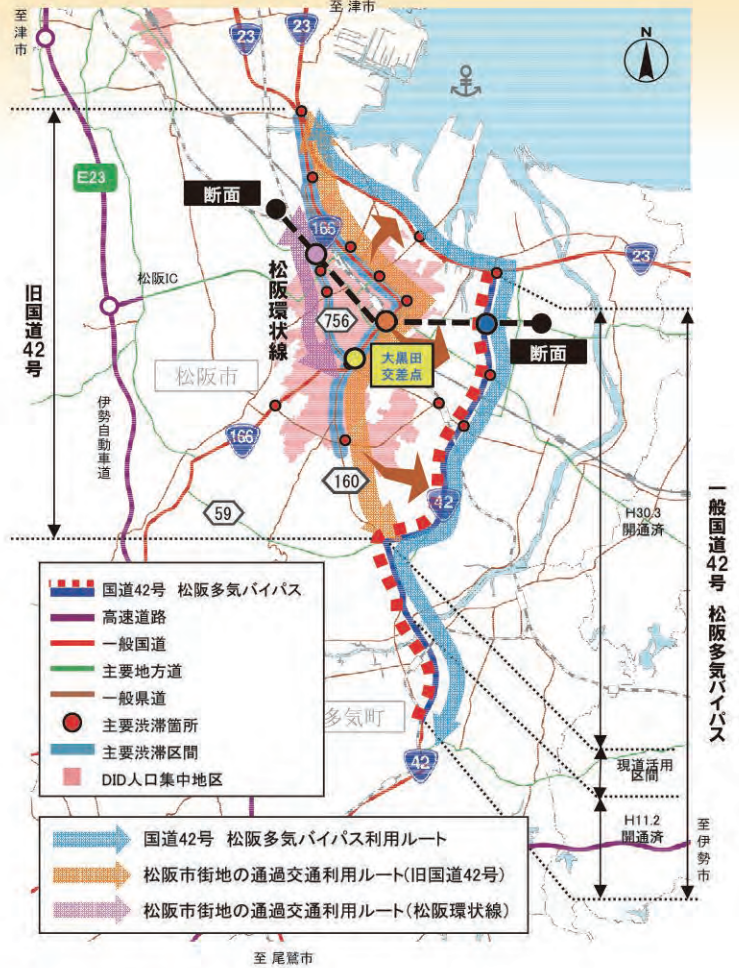 至 津市
至 津市
23
23
E23
断面
166
松阪IC
松阪環状線
756
23
旧国道42号
松阪市
大黒田
交差点
断面
伊勢自動車道
166
160
42
59
H30.3
開通済
一般国道42号 松阪多気バイパス
国道42号 松阪多気バイパス
高速道路
一般国道
主要地方道
一般県道
主要渋滞箇所
主要渋滞区間
DID人口集中地区
多気町
42
現道活用
区間
H11.2
開通済
至 伊勢市
国道42号 松阪多気バイパス利用ルート
松阪市街地の通過交通利用ルート(旧国道42号)
松阪市街地の通過交通利用ルート(松阪環状線)
至 尾鷲市